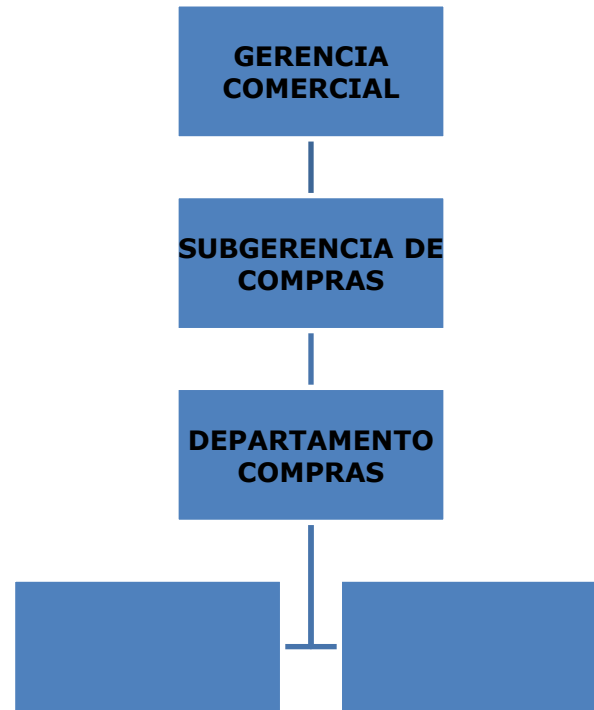 GERENCIA
COMERCIAL
SUBGERENCIA DE
COMPRAS
DEPARTAMENTO
COMPRAS